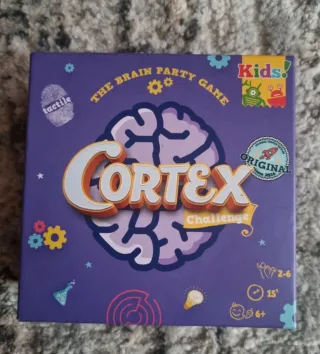 Kids!
THE BRAIN PARTY GAME
tactile
CORTEX
Challenge
ORIGINAL
2-6
15'
6+